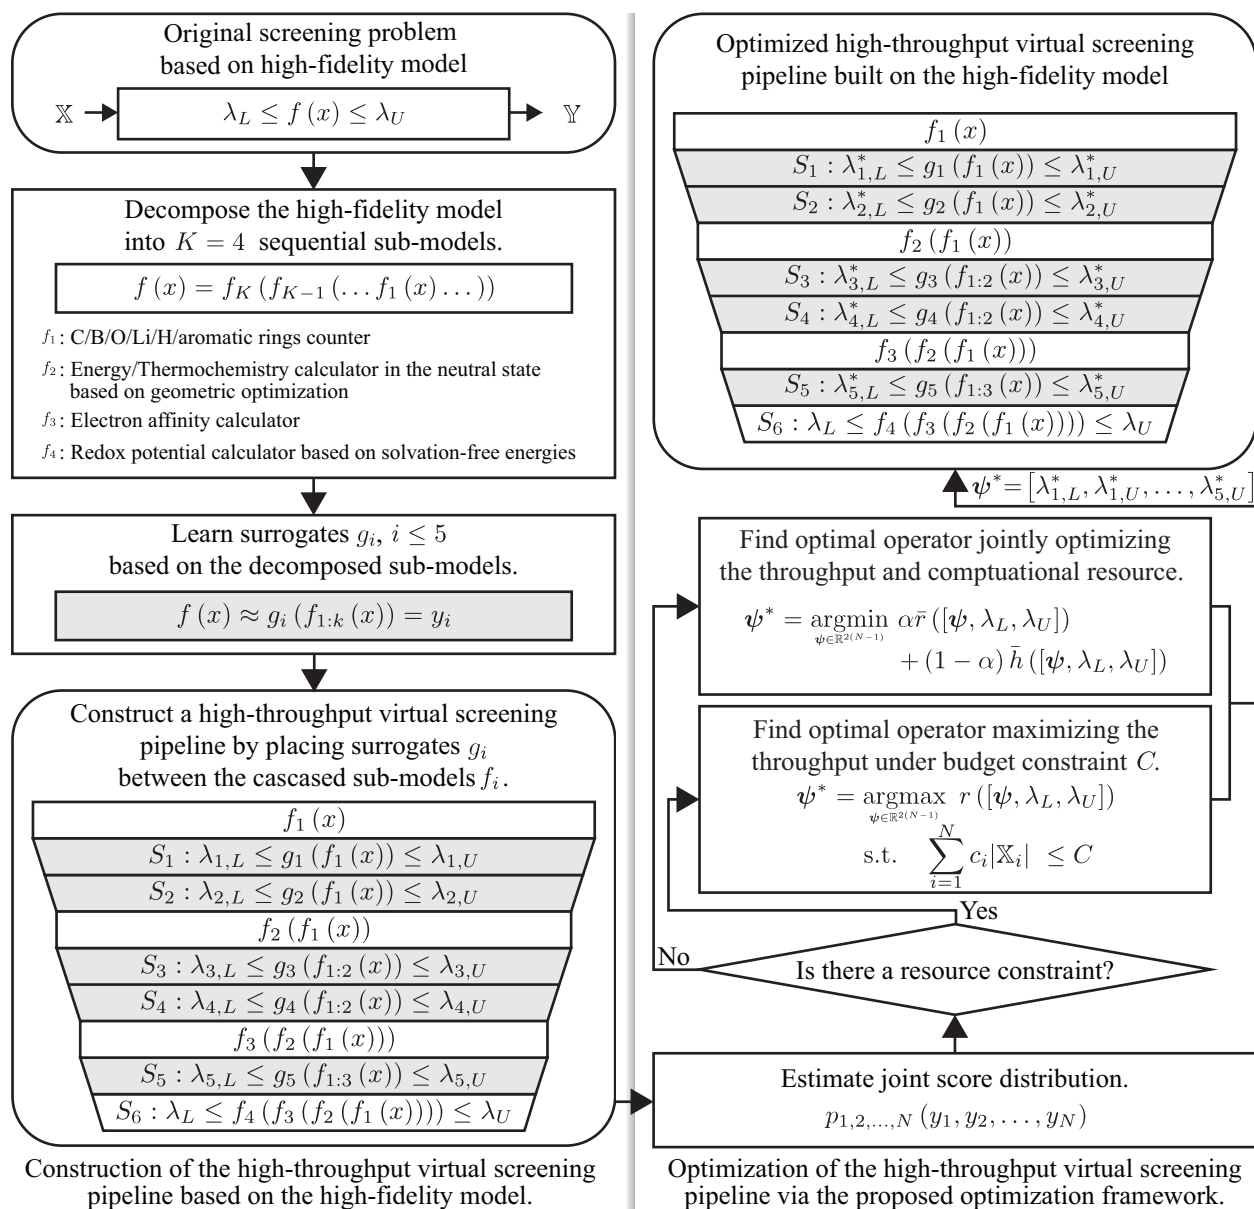 Original screening problem
based on high-fidelity model
𝕏 λ_L ≤ f (x) ≤ λ_U 𝕐
Decompose the high-fidelity model
into K = 4 sequential sub-models.
f (x) = f_K (f_{K−1} (… f_1 (x) …))
f_1 : C/B/O/Li/H/aromatic rings counter
f_2 : Energy/Thermochemistry calculator in the neutral state
based on geometric optimization
f_3 : Electron affinity calculator
f_4 : Redox potential calculator based on solvation-free energies
Learn surrogates g_i, i ≤ 5
based on the decomposed sub-models.
f (x) ≈ g_i (f_{1:k} (x)) = y_i
Construct a high-throughput virtual screening
pipeline by placing surrogates g_i
between the cascased sub-models f_i.
f_1 (x)
S_1 : λ_{1,L} ≤ g_1 (f_1 (x)) ≤ λ_{1,U}
S_2 : λ_{2,L} ≤ g_2 (f_1 (x)) ≤ λ_{2,U}
f_2 (f_1 (x))
S_3 : λ_{3,L} ≤ g_3 (f_{1:2} (x)) ≤ λ_{3,U}
S_4 : λ_{4,L} ≤ g_4 (f_{1:2} (x)) ≤ λ_{4,U}
f_3 (f_2 (f_1 (x)))
S_5 : λ_{5,L} ≤ g_5 (f_{1:3} (x)) ≤ λ_{5,U}
S_6 : λ_L ≤ f_4 (f_3 (f_2 (f_1 (x)))) ≤ λ_U
Construction of the high-throughput virtual screening
pipeline based on the high-fidelity model.
Optimized high-throughput virtual screening
pipeline built on the high-fidelity model
f_1 (x)
S_1 : λ*_{1,L} ≤ g_1 (f_1 (x)) ≤ λ*_{1,U}
S_2 : λ*_{2,L} ≤ g_2 (f_1 (x)) ≤ λ*_{2,U}
f_2 (f_1 (x))
S_3 : λ*_{3,L} ≤ g_3 (f_{1:2} (x)) ≤ λ*_{3,U}
S_4 : λ*_{4,L} ≤ g_4 (f_{1:2} (x)) ≤ λ*_{4,U}
f_3 (f_2 (f_1 (x)))
S_5 : λ*_{5,L} ≤ g_5 (f_{1:3} (x)) ≤ λ*_{5,U}
S_6 : λ_L ≤ f_4 (f_3 (f_2 (f_1 (x)))) ≤ λ_U
ψ* = [λ*_{1,L}, λ*_{1,U}, …, λ*_{5,U}]
Find optimal operator jointly optimizing
the throughput and comptuational resource.
ψ* = argmin_{ψ∈ℝ^{2(N−1)}} α r̄ ([ψ, λ_L, λ_U])
+ (1 − α) h̄ ([ψ, λ_L, λ_U])
Find optimal operator maximizing the
throughput under budget constraint C.
ψ* = argmax_{ψ∈ℝ^{2(N−1)}} r ([ψ, λ_L, λ_U])
s.t. ∑_{i=1}^{N} c_i|𝕏_i| ≤ C
Yes
No
Is there a resource constraint?
Estimate joint score distribution.
p_{1,2,…,N} (y_1, y_2, …, y_N)
Optimization of the high-throughput virtual screening
pipeline via the proposed optimization framework.